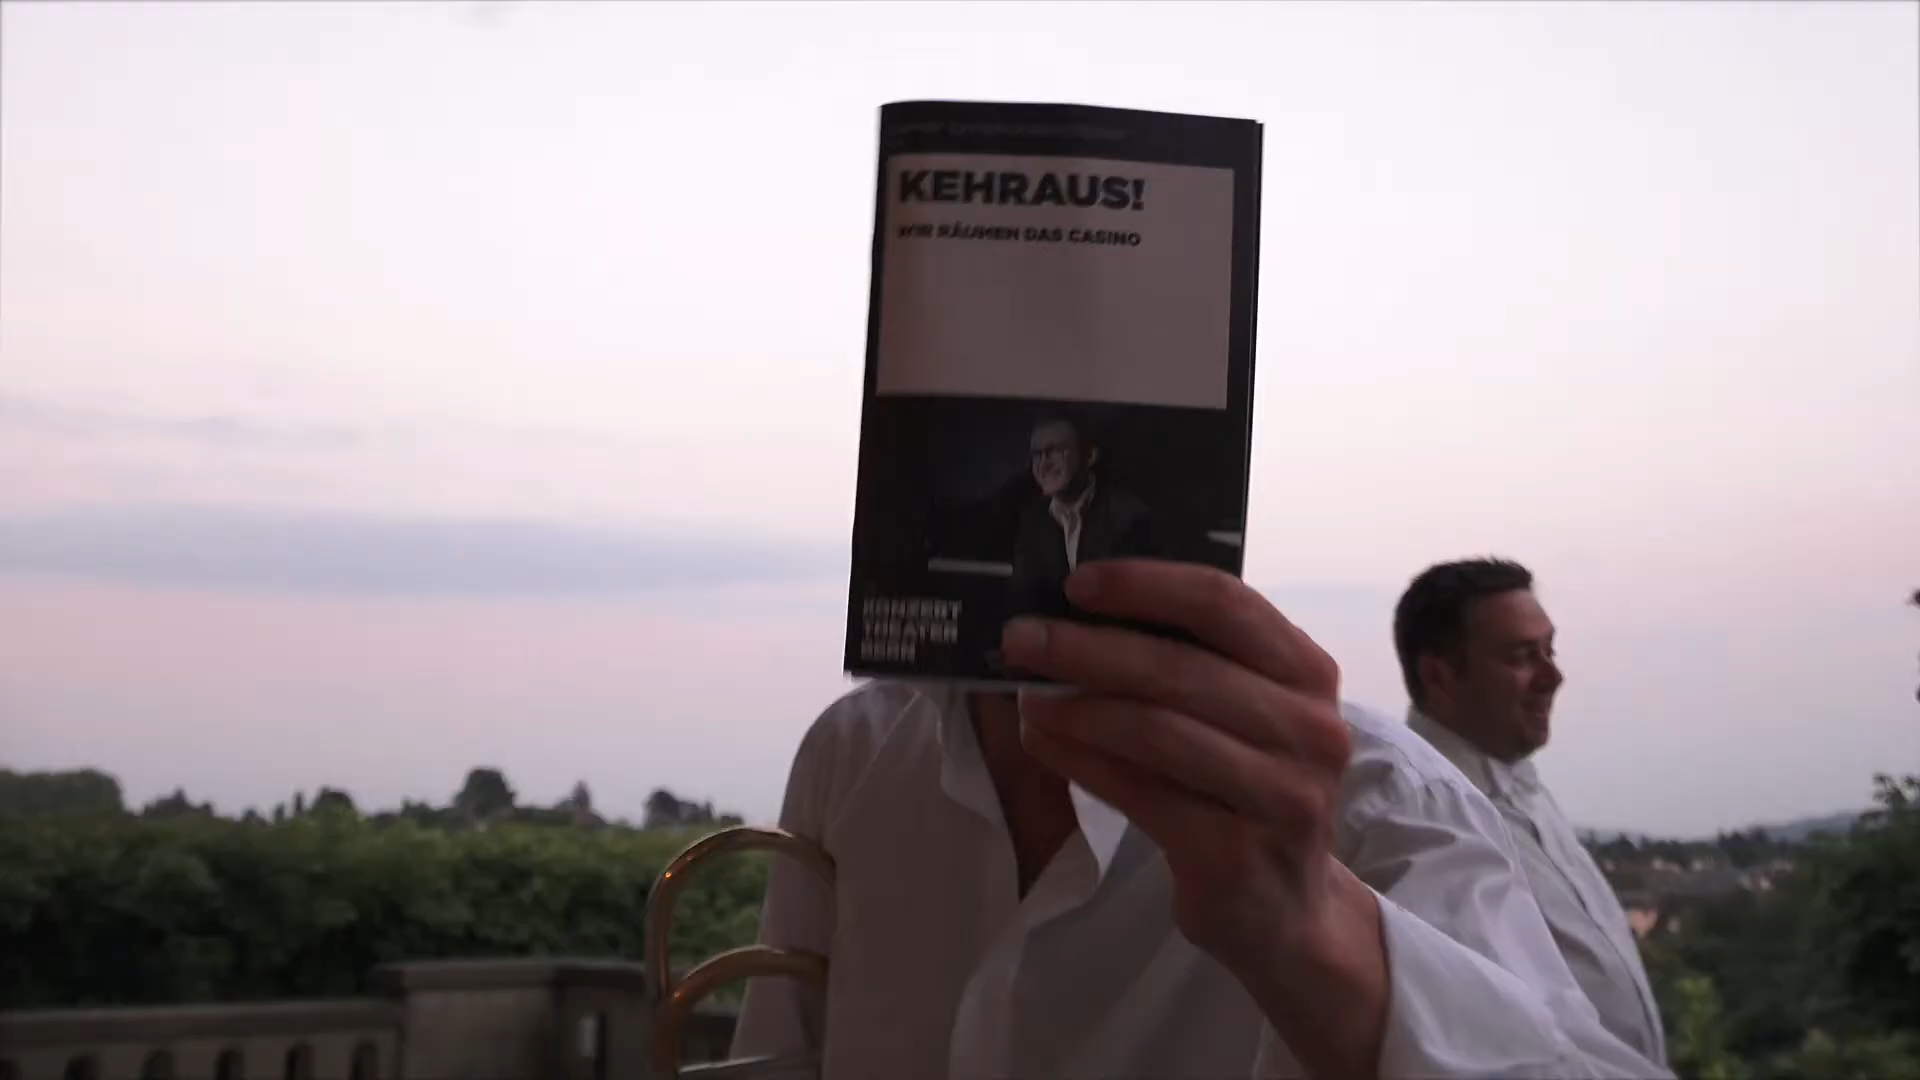 KEHRAUS!
WIR RÄUMEN DAS CASINO
KONZERT
THEATER
BERN